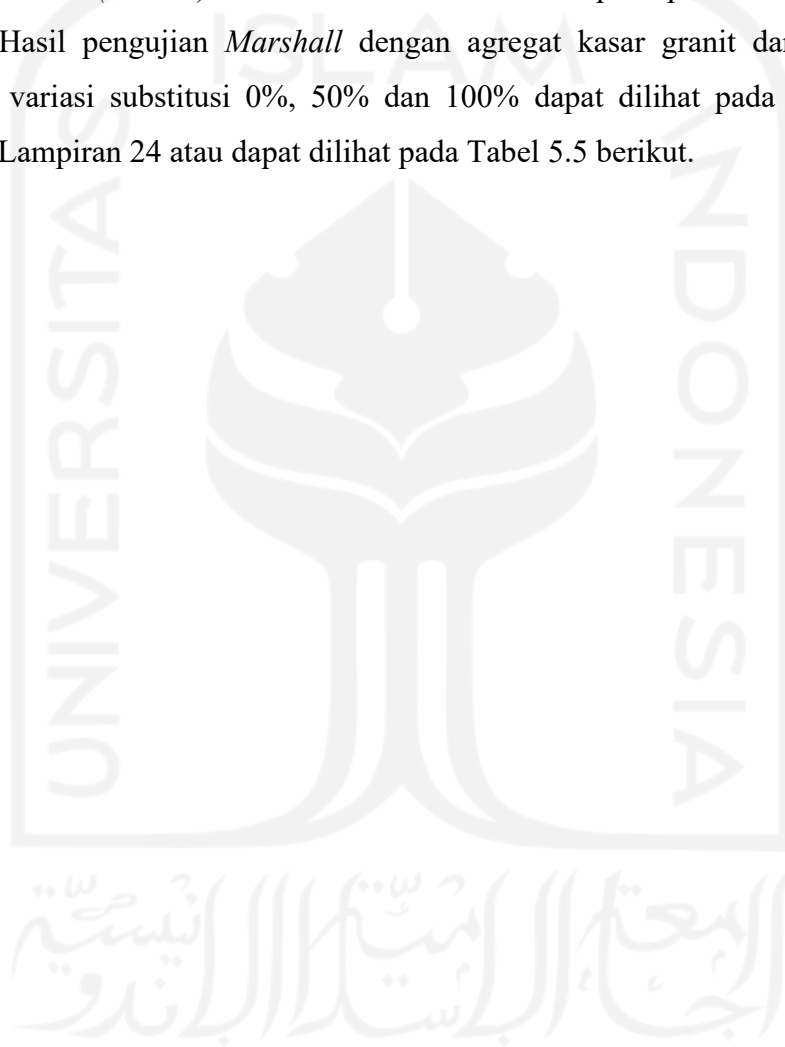 Hasil pengujian Marshall dengan agregat kasar granit dan
variasi substitusi 0%, 50% dan 100% dapat dilihat pada
Lampiran 24 atau dapat dilihat pada Tabel 5.5 berikut.
ISLAM
UNIVERSITAS
INDONESIA